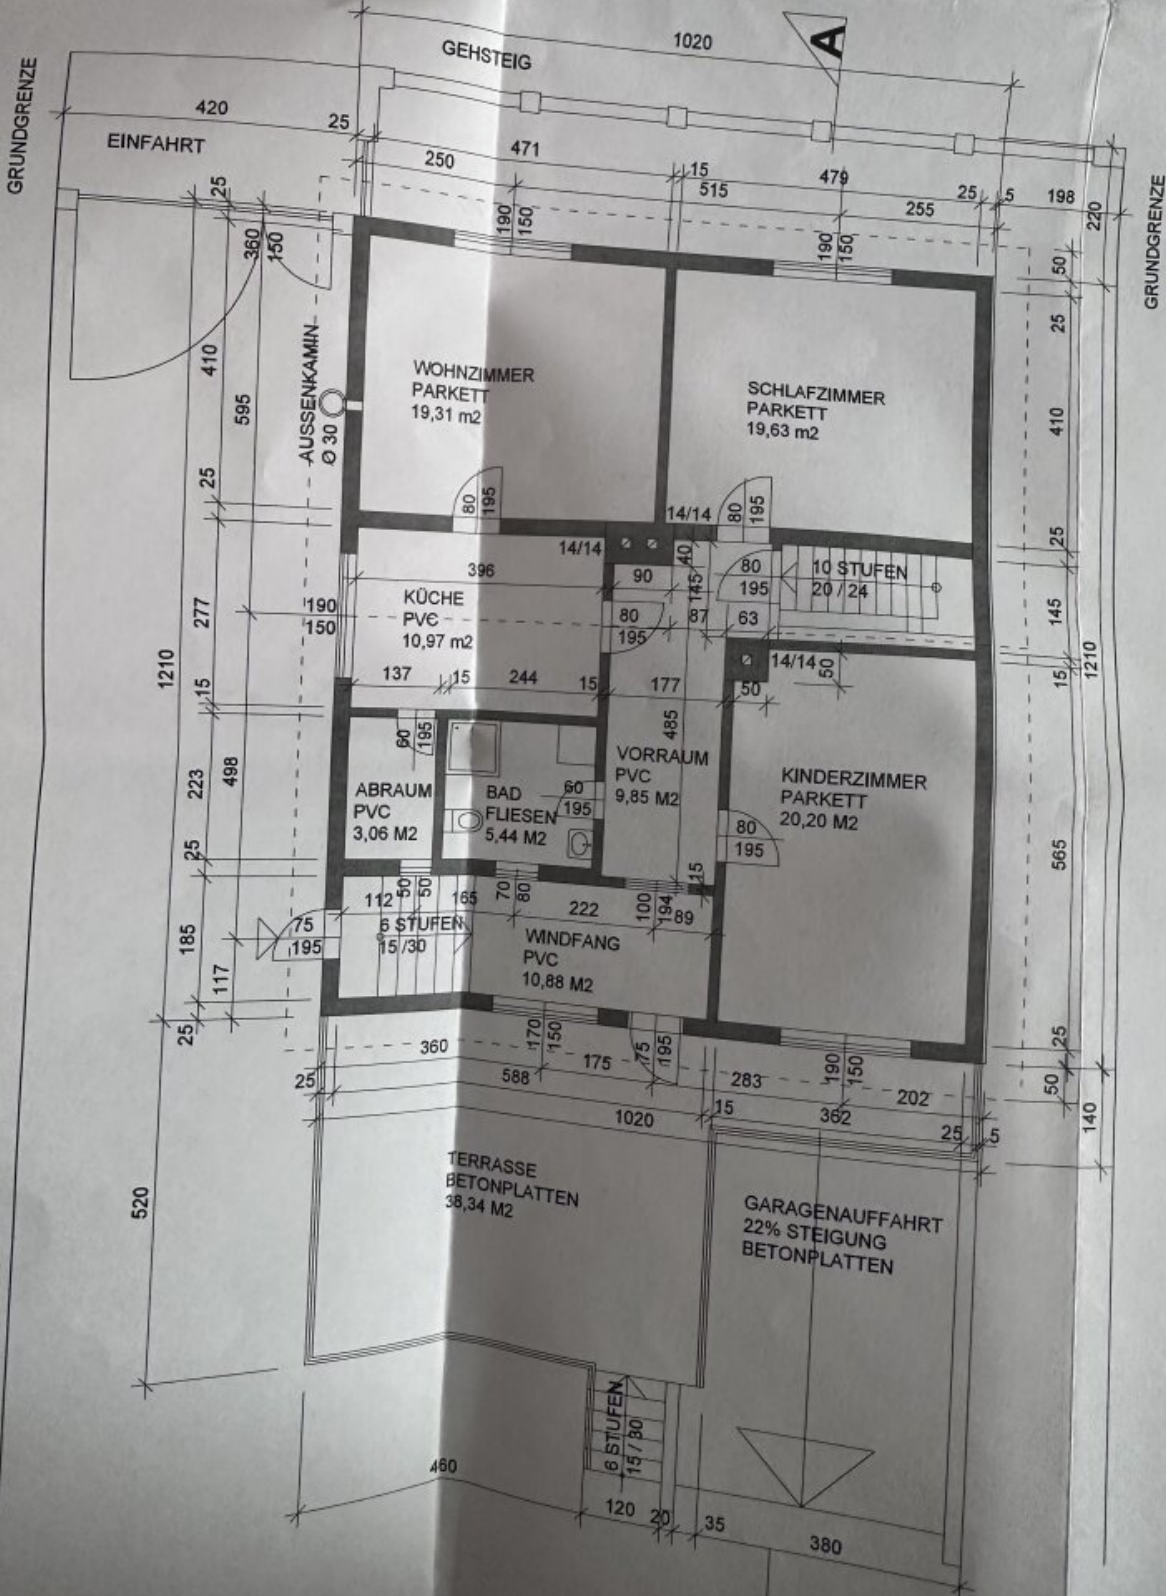 GEHSTEIG
1020
A
GRUNDGRENZE
420
EINFAHRT
25
471
250
15
479
515
25
5
198
255
220
GRUNDGRENZE
25
360
150
190
150
190
150
50
25
410
595
AUSSENKAMIN
Ø 30
WOHNZIMMER
PARKETT
19,31 m2
SCHLAFZIMMER
PARKETT
19,63 m2
410
25
80
195
14/14
80
195
25
14/14
396
90
40
145
80
195
10 STUFEN
20 / 24
277
190
150
KÜCHE
PVC
10,97 m2
80
195
87
63
145
1210
1210
15
137
15
244
15
177
14/14
50
50
15
485
223
498
60
195
VORRAUM
PVC
9,85 M2
KINDERZIMMER
PARKETT
20,20 M2
ABRAUM
PVC
3,06 M2
BAD
FLIESEN
5,44 M2
60
195
80
195
565
25
50
50
15
112
165
70
80
222
100
194
89
185
75
195
6 STUFEN
15 /30
WINDFANG
PVC
10,88 M2
117
25
170
150
75
195
190
150
25
50
360
175
283
202
25
588
15
362
140
1020
25
5
520
TERRASSE
BETONPLATTEN
38,34 M2
GARAGENAUFFAHRT
22% STEIGUNG
BETONPLATTEN
6 STUFEN
15 / 30
460
120
20
35
380